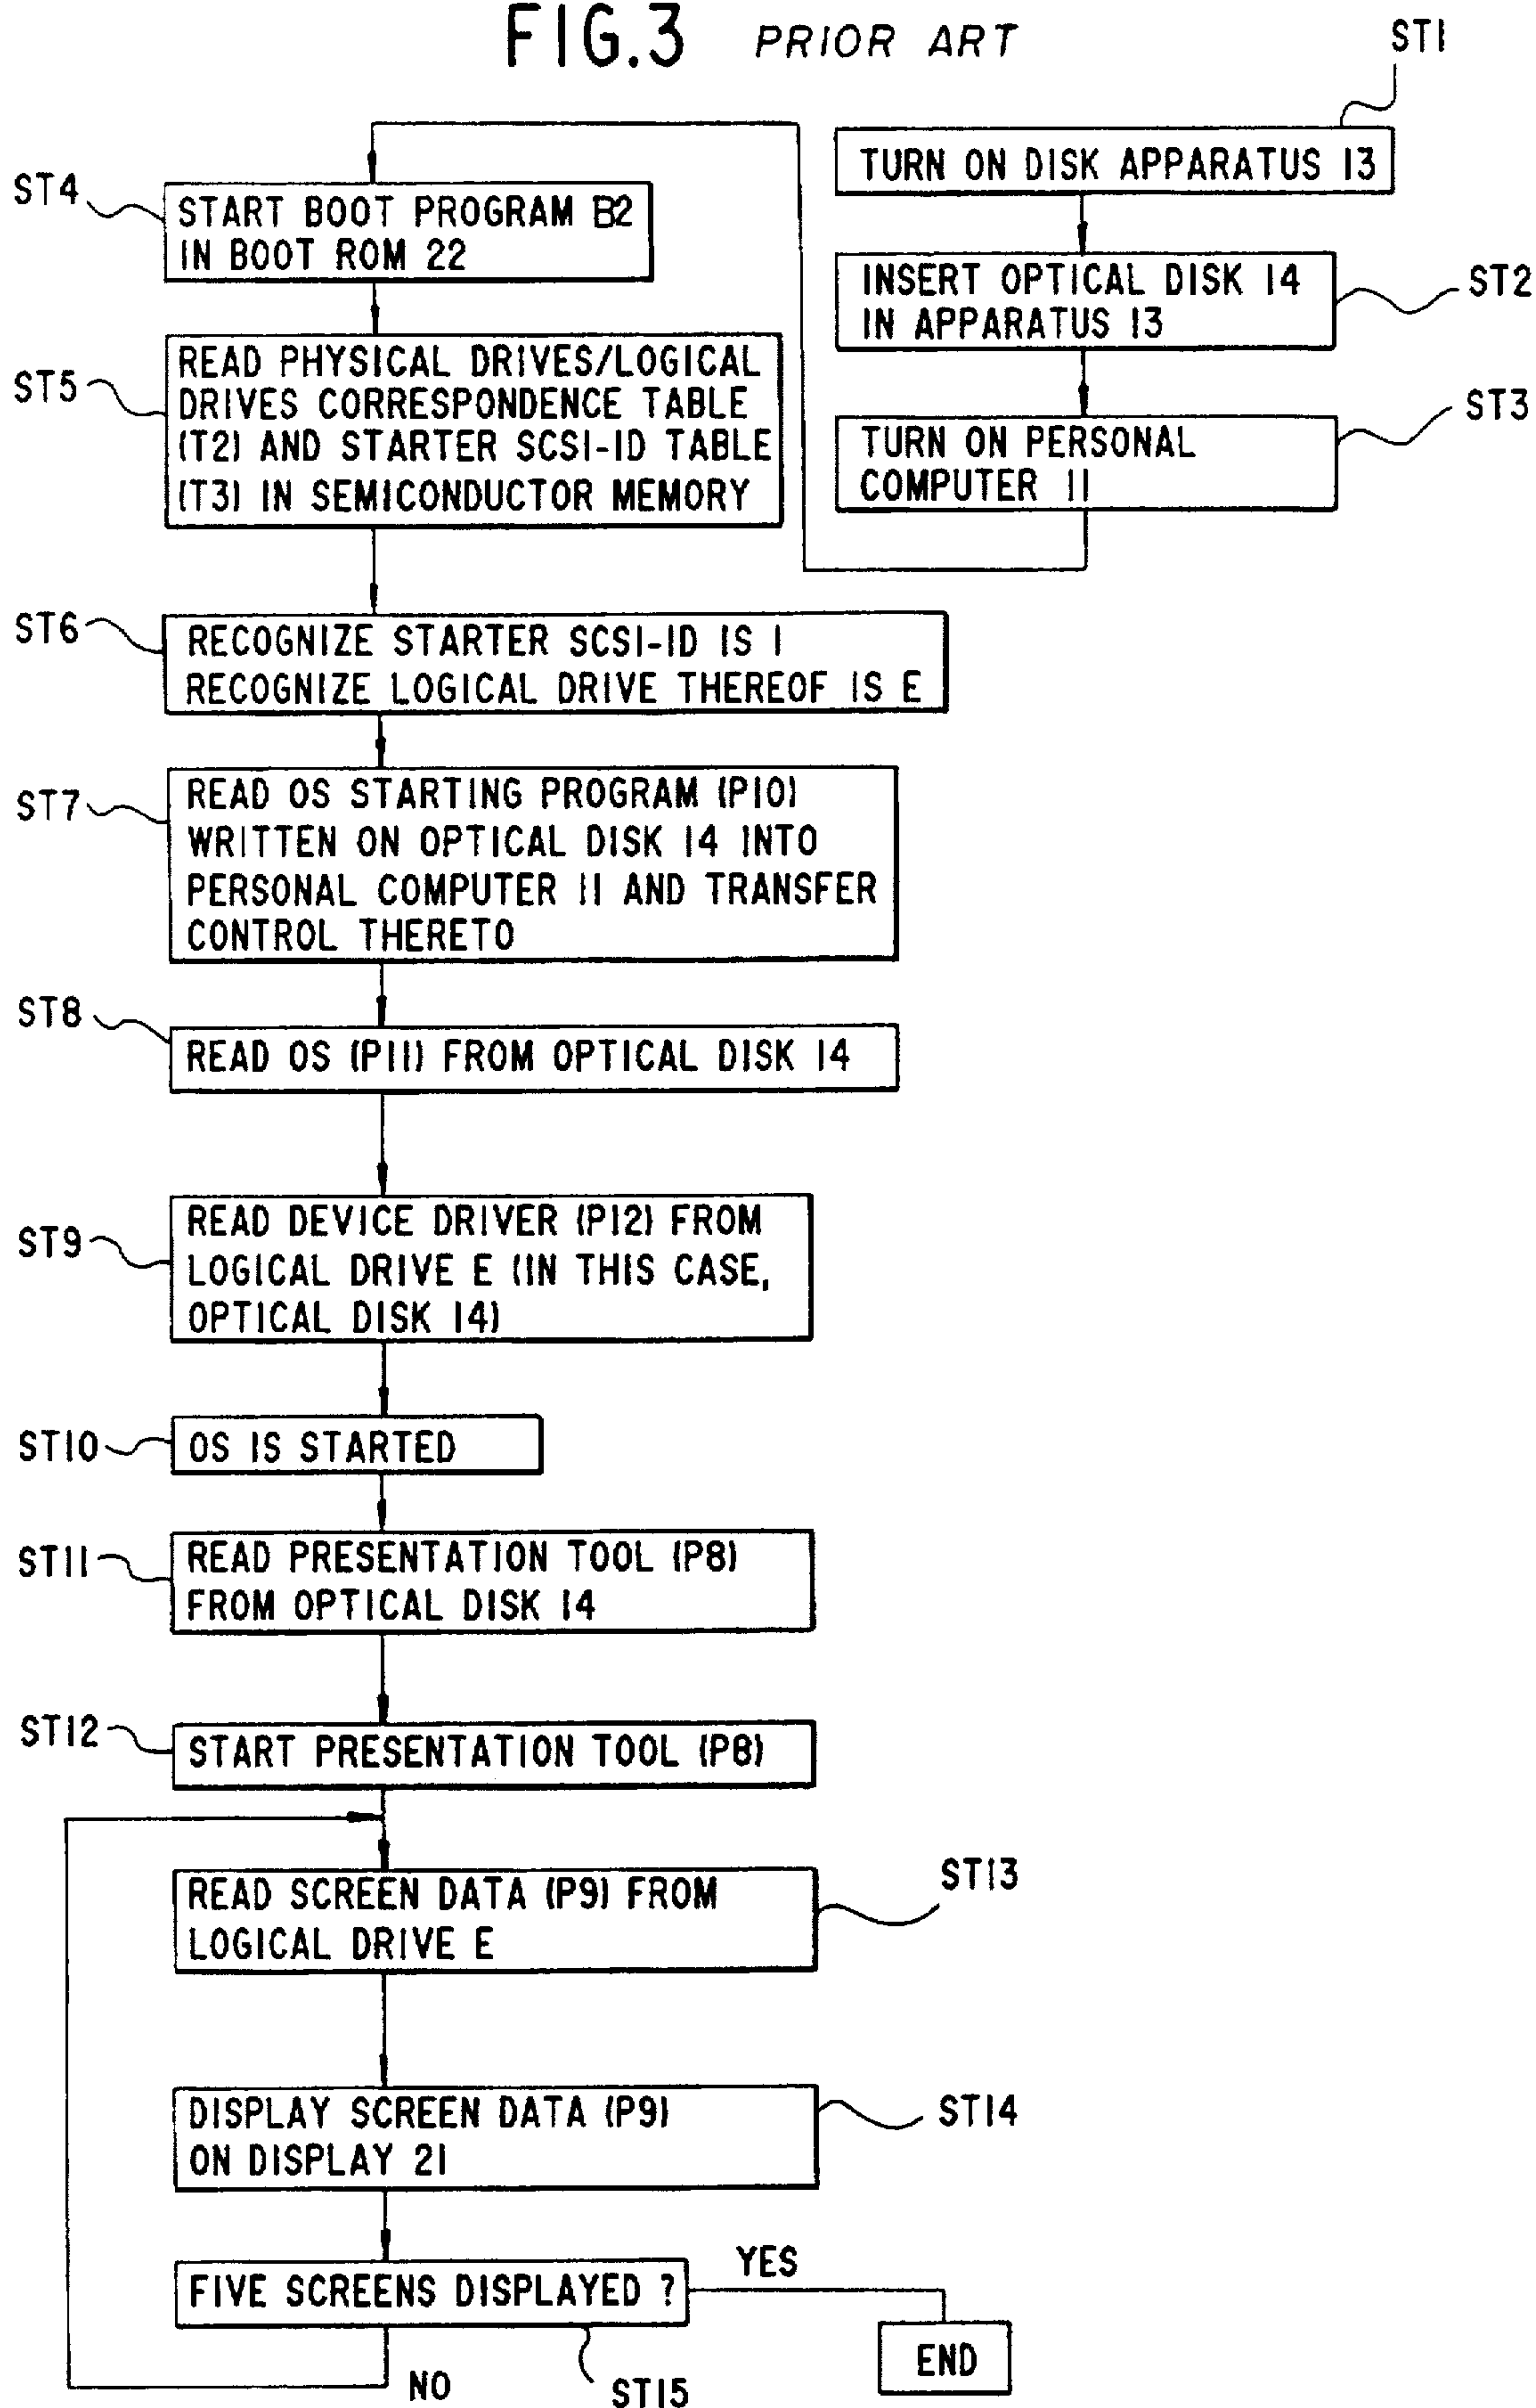 FIG.3 PRIOR ART
ST1
TURN ON DISK APPARATUS 13
ST2
INSERT OPTICAL DISK 14
IN APPARATUS 13
ST3
TURN ON PERSONAL
COMPUTER 11
ST4
START BOOT PROGRAM B2
IN BOOT ROM 22
ST5
READ PHYSICAL DRIVES/LOGICAL
DRIVES CORRESPONDENCE TABLE
(T2) AND STARTER SCSI-ID TABLE
(T3) IN SEMICONDUCTOR MEMORY
ST6
RECOGNIZE STARTER SCSI-ID IS 1
RECOGNIZE LOGICAL DRIVE THEREOF IS E
ST7
READ OS STARTING PROGRAM (P10)
WRITTEN ON OPTICAL DISK 14 INTO
PERSONAL COMPUTER 11 AND TRANSFER
CONTROL THERETO
ST8
READ OS (P11) FROM OPTICAL DISK 14
ST9
READ DEVICE DRIVER (P12) FROM
LOGICAL DRIVE E (IN THIS CASE,
OPTICAL DISK 14)
ST10
OS IS STARTED
ST11
READ PRESENTATION TOOL (P8)
FROM OPTICAL DISK 14
ST12
START PRESENTATION TOOL (P8)
ST13
READ SCREEN DATA (P9) FROM
LOGICAL DRIVE E
ST14
DISPLAY SCREEN DATA (P9)
ON DISPLAY 21
FIVE SCREENS DISPLAYED ?
YES
END
NO
ST15